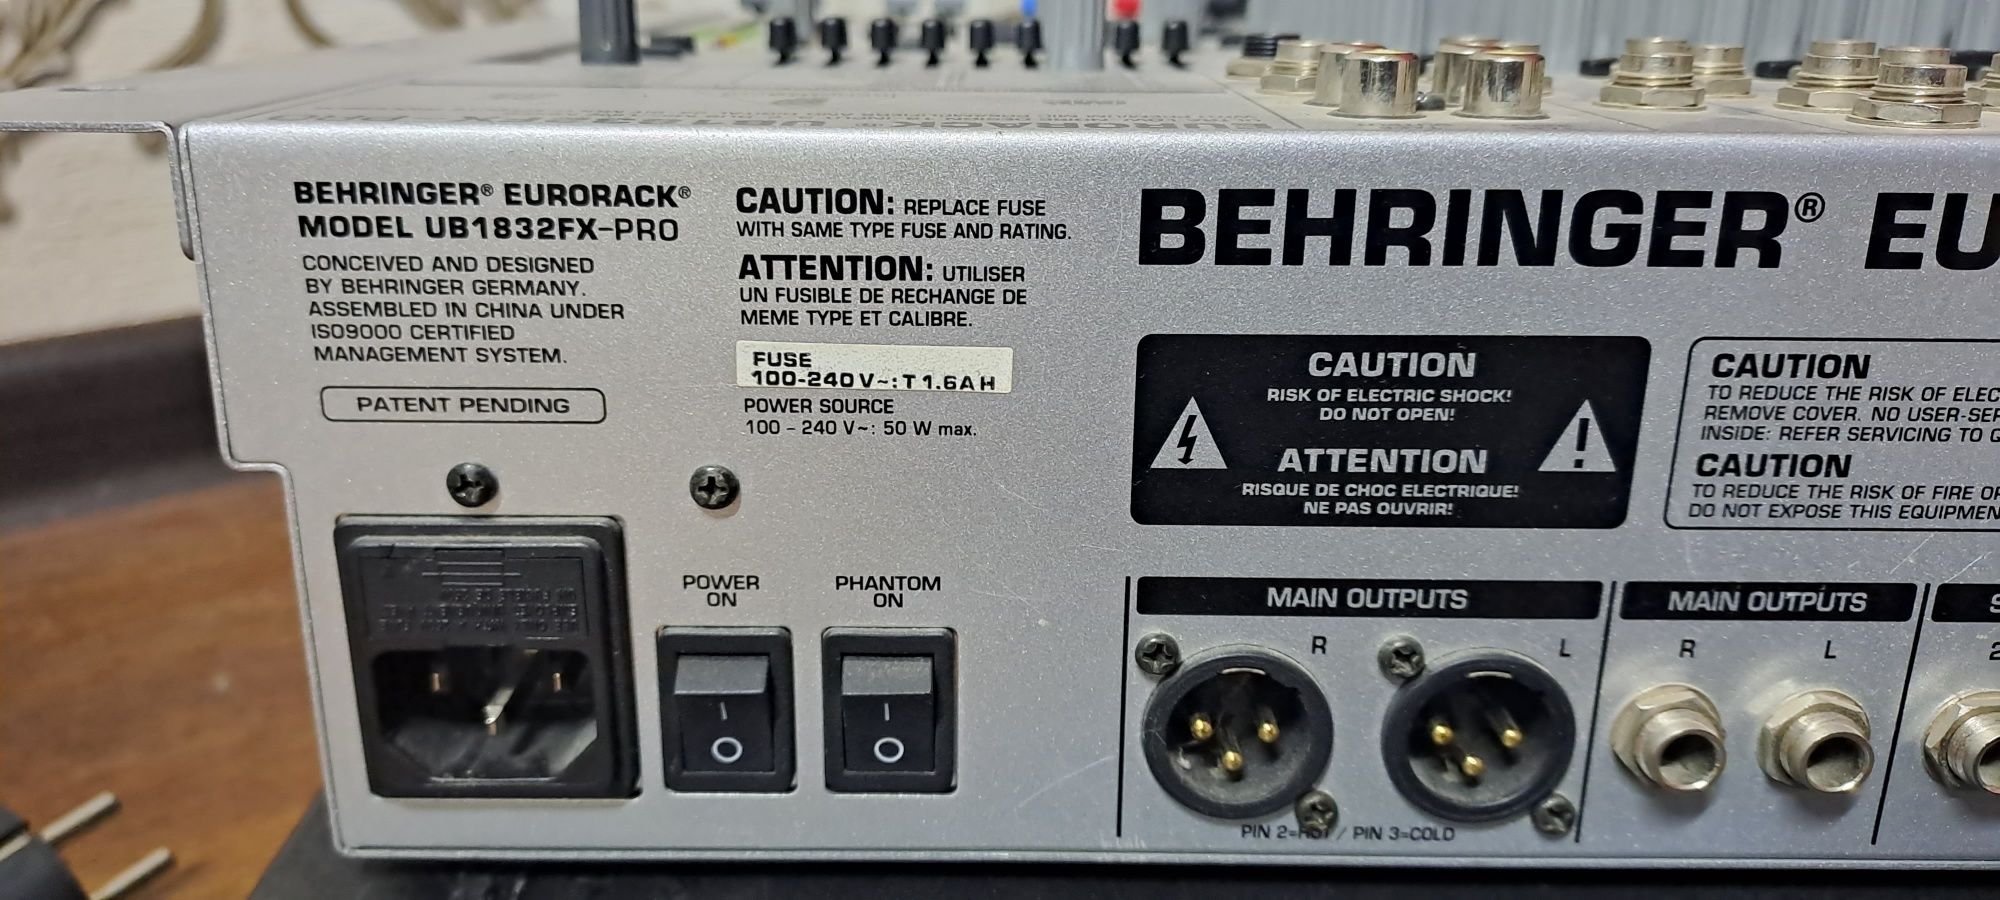 BEHRINGER® EURORACK®
MODEL UB1832FX-PRO
CONCEIVED AND DESIGNED
BY BEHRINGER GERMANY.
ASSEMBLED IN CHINA UNDER
ISO9000 CERTIFIED
MANAGEMENT SYSTEM.
PATENT PENDING
CAUTION: REPLACE FUSE
WITH SAME TYPE FUSE AND RATING.
ATTENTION: UTILISER
UN FUSIBLE DE RECHANGE DE
MEME TYPE ET CALIBRE.
FUSE
100-240 V~: T 1.6A H
POWER SOURCE
100 - 240 V~: 50 W max.
POWER
ON
PHANTOM
ON
BEHRINGER® EU
CAUTION
RISK OF ELECTRIC SHOCK!
DO NOT OPEN!
ATTENTION
RISQUE DE CHOC ELECTRIQUE!
NE PAS OUVRIR!
CAUTION
TO REDUCE THE RISK OF ELEC
REMOVE COVER. NO USER-SER
INSIDE: REFER SERVICING TO Q
CAUTION
TO REDUCE THE RISK OF FIRE OR
DO NOT EXPOSE THIS EQUIPMEN
MAIN OUTPUTS
R
L
PIN 2=HOT / PIN 3=COLD
MAIN OUTPUTS
R
L
S
2